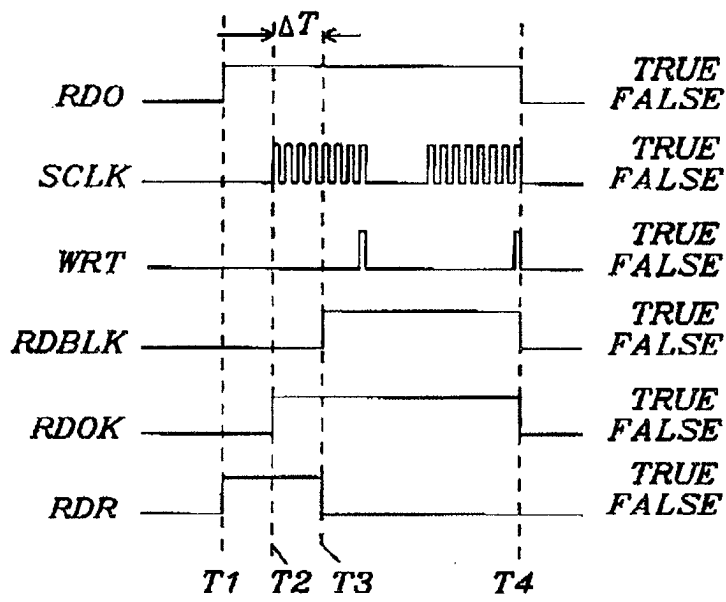 ΔT
RDO TRUE FALSE
SCLK TRUE FALSE
WRT TRUE FALSE
RDBLK TRUE FALSE
RDOK TRUE FALSE
RDR TRUE FALSE
T1 T2 T3 T4